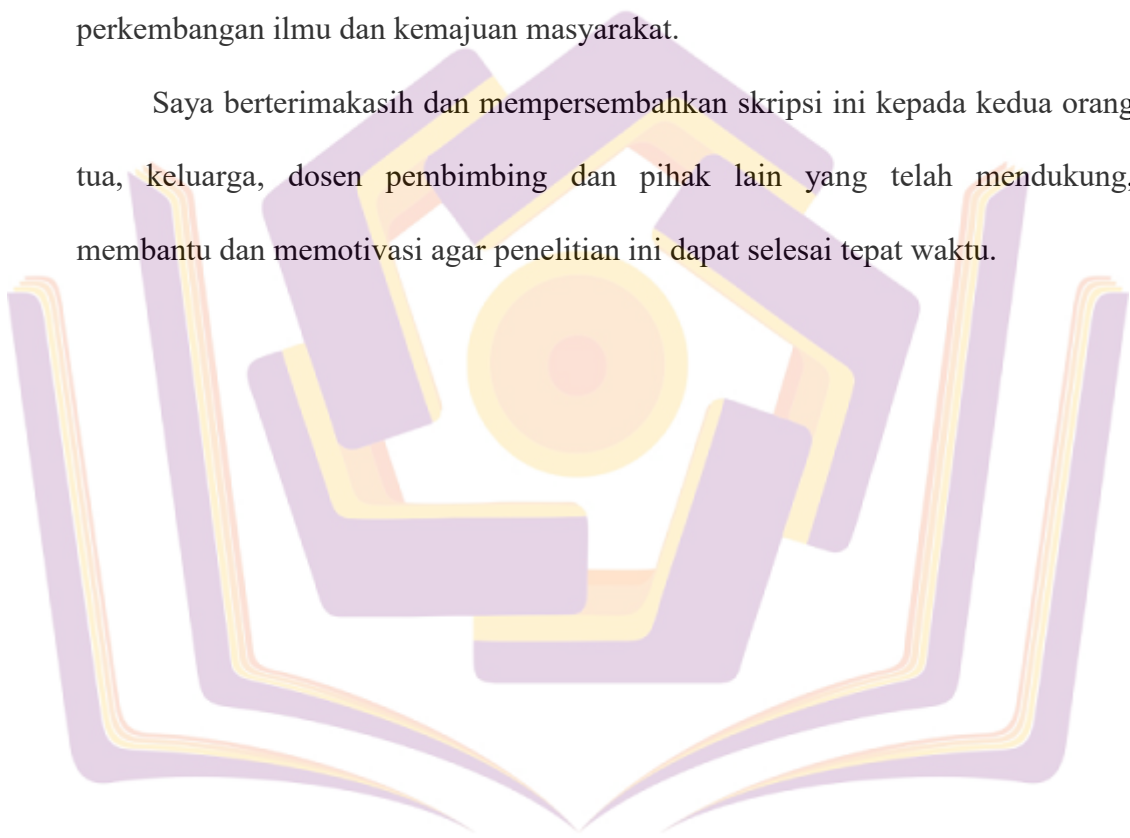 perkembangan ilmu dan kemajuan masyarakat.
Saya berterimakasih dan mempersembahkan skripsi ini kepada kedua orang
tua, keluarga, dosen pembimbing dan pihak lain yang telah mendukung,
membantu dan memotivasi agar penelitian ini dapat selesai tepat waktu.